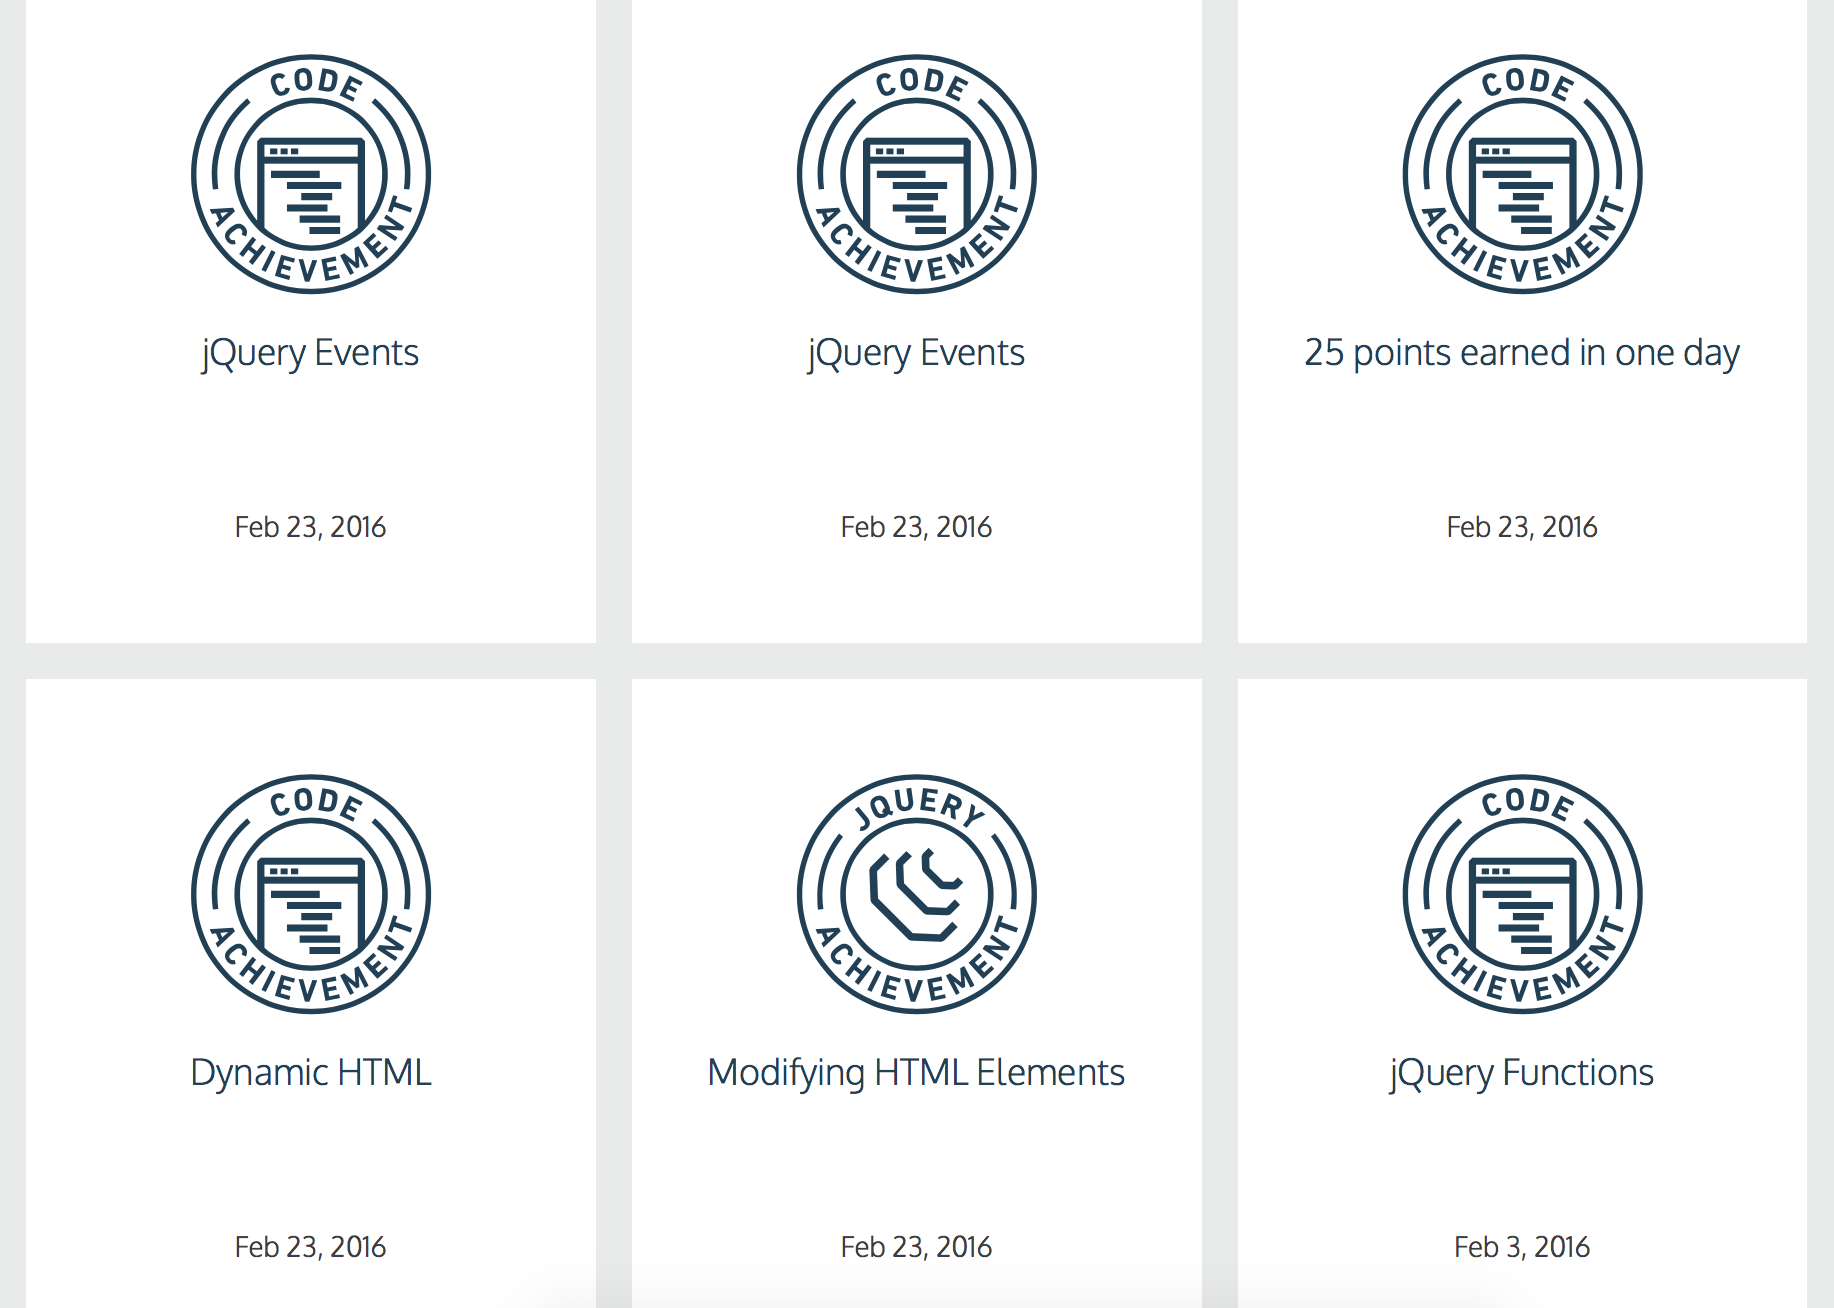 CODE
ACHIEVEMENT
jQuery Events
Feb 23, 2016
CODE
ACHIEVEMENT
jQuery Events
Feb 23, 2016
CODE
ACHIEVEMENT
25 points earned in one day
Feb 23, 2016
CODE
ACHIEVEMENT
Dynamic HTML
Feb 23, 2016
JQUERY
ACHIEVEMENT
Modifying HTML Elements
Feb 23, 2016
CODE
ACHIEVEMENT
jQuery Functions
Feb 3, 2016